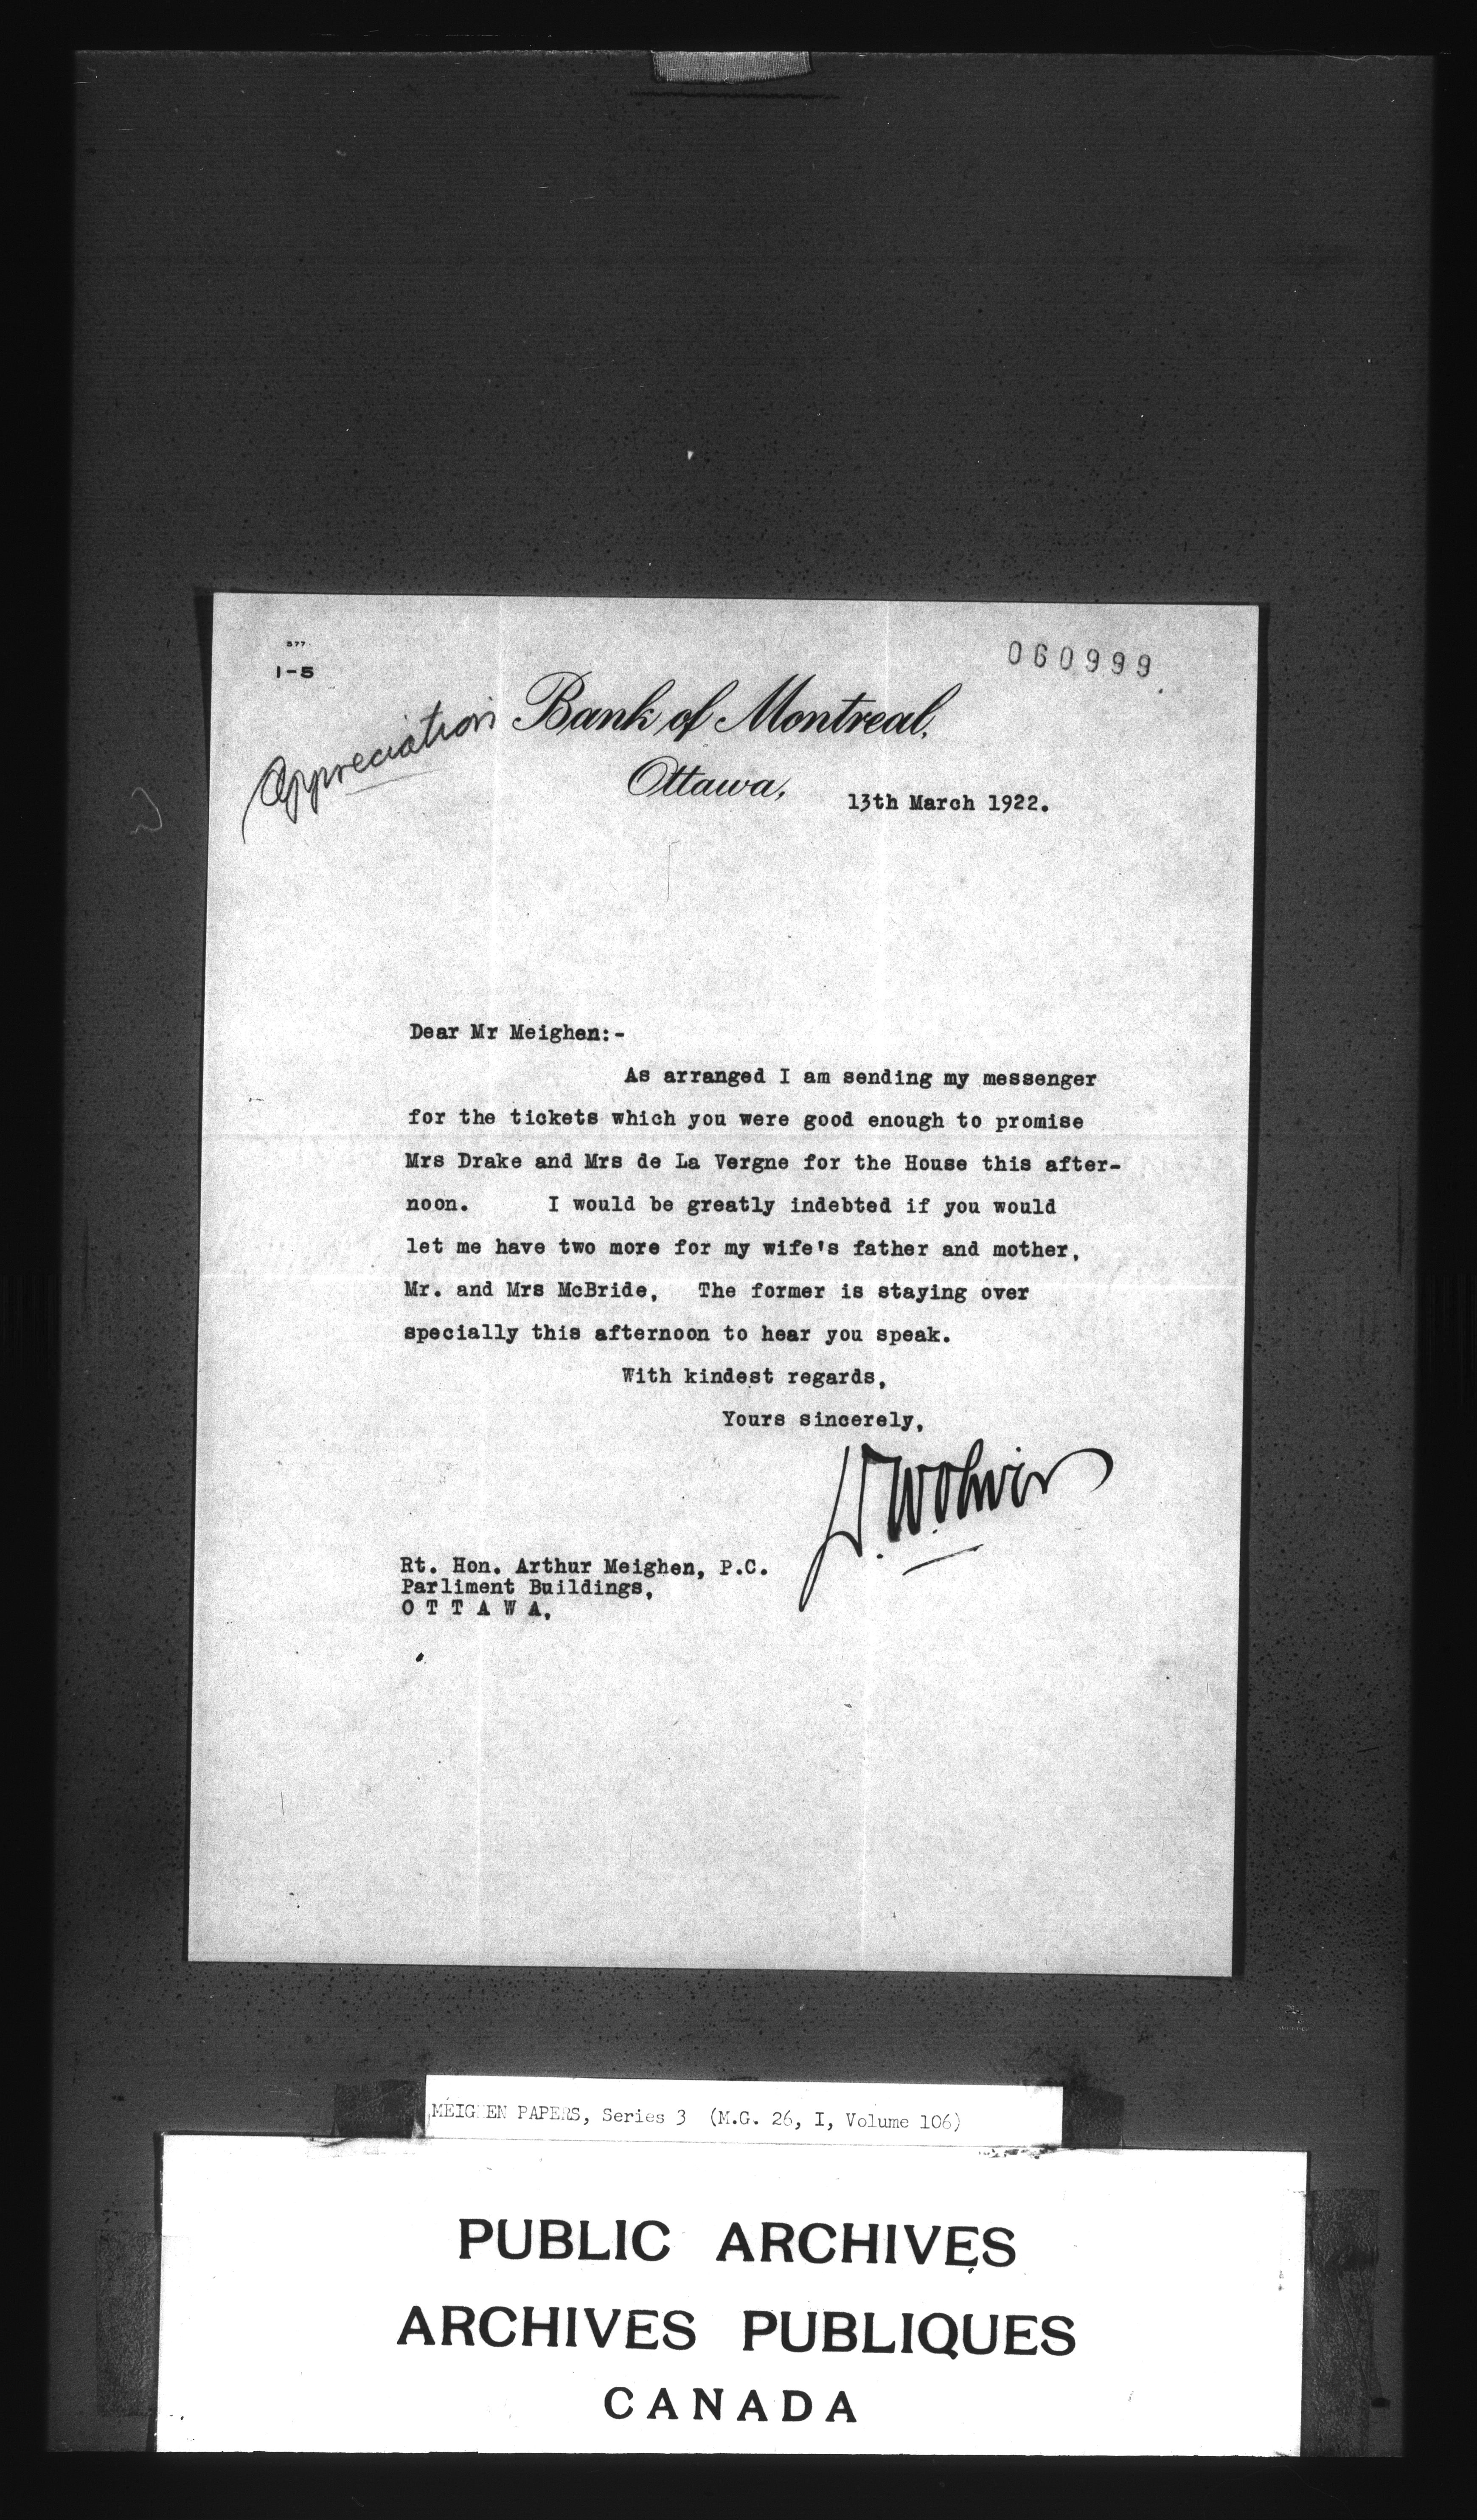 577
1-5
060999
Appreciation
Bank of Montreal,
Ottawa, 13th March 1922.
Dear Mr Meighen:-
As arranged I am sending my messenger
for the tickets which you were good enough to promise
Mrs Drake and Mrs de La Vergne for the House this after-
noon. I would be greatly indebted if you would
let me have two more for my wife's father and mother,
Mr. and Mrs McBride, The former is staying over
specially this afternoon to hear you speak.
With kindest regards,
Yours sincerely,
Rt. Hon. Arthur Meighen, P.C.
Parliment Buildings,
O T T A W A,
MEIGHEN PAPERS, Series 3 (M.G. 26, I, Volume 106)
PUBLIC ARCHIVES
ARCHIVES PUBLIQUES
CANADA